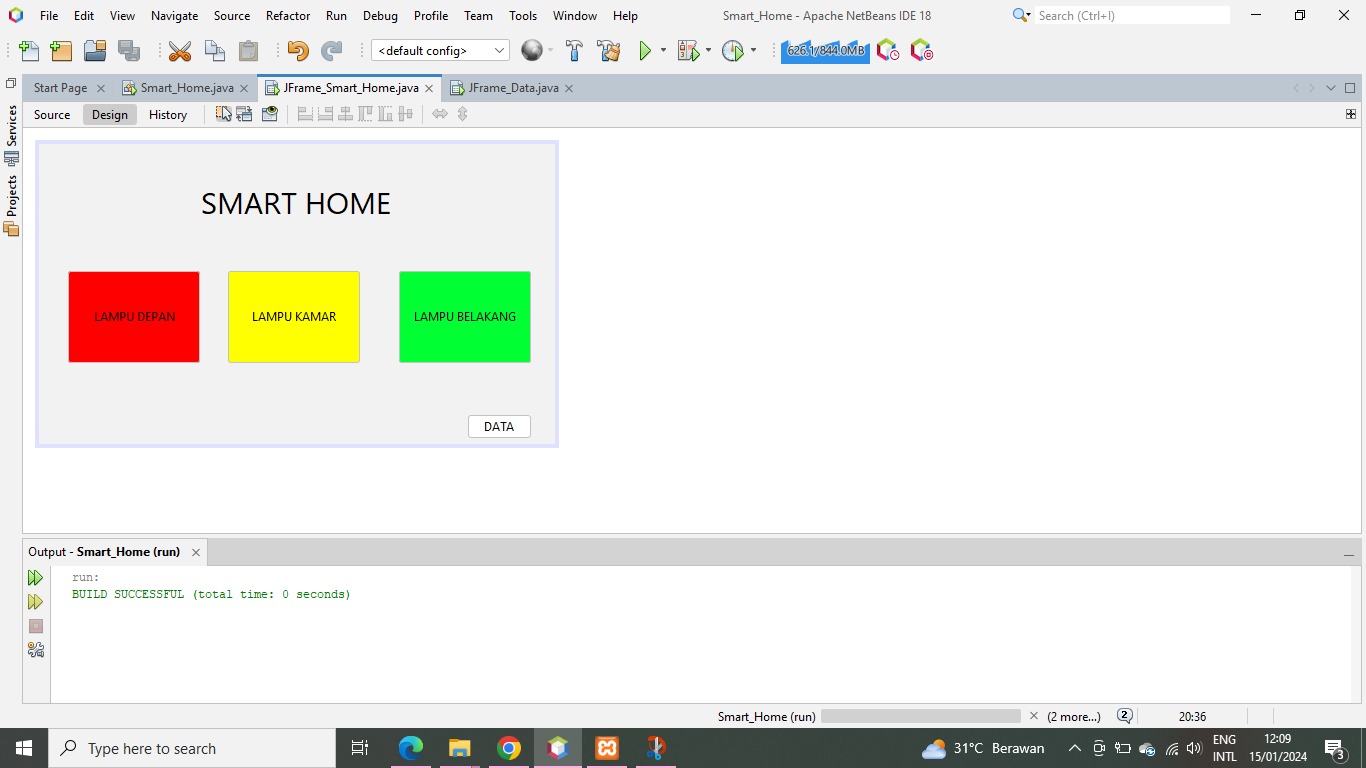 File Edit View Navigate Source Refactor Run Debug Profile Team Tools Window Help Smart_Home - Apache NetBeans IDE 18 Search (Ctrl+I)
<default config> 626.1/844.0MB
Start Page Smart_Home.java JFrame_Smart_Home.java JFrame_Data.java
Source Design History
Services
Projects
SMART HOME
LAMPU DEPAN LAMPU KAMAR LAMPU BELAKANG
DATA
Output - Smart_Home (run)
run:
BUILD SUCCESSFUL (total time: 0 seconds)
Smart_Home (run) (2 more...) 2 20:36
Type here to search 31°C Berawan ENG 12:09
INTL 15/01/2024 3